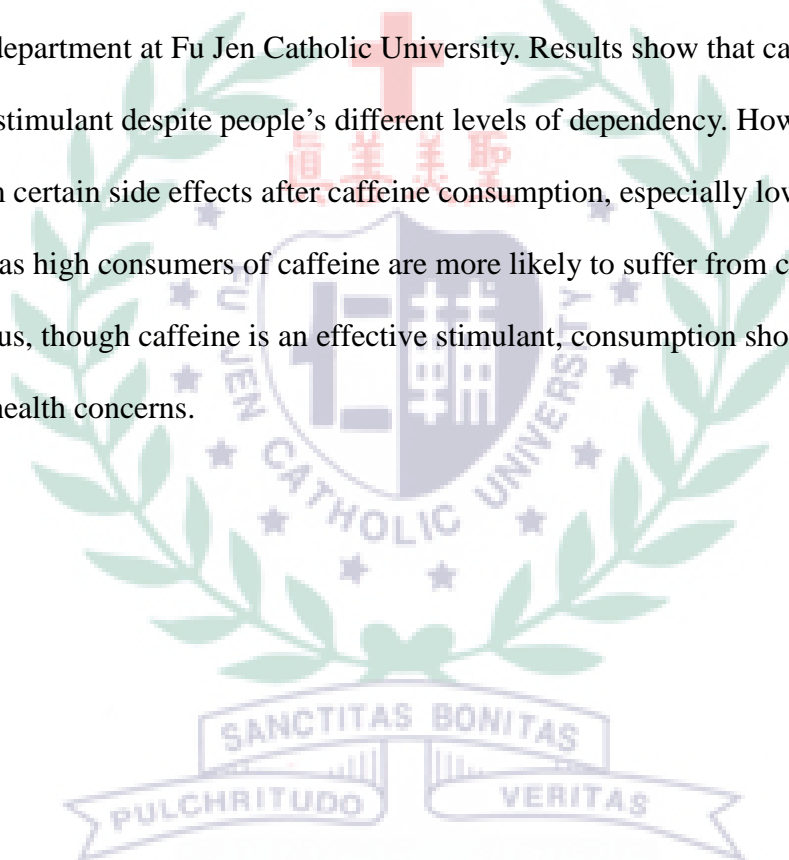 department at Fu Jen Catholic University. Results show that ca
stimulant despite people’s different levels of dependency. How
眞善美聖
n certain side effects after caffeine consumption, especially low
as high consumers of caffeine are more likely to suffer from c
us, though caffeine is an effective stimulant, consumption sho
health concerns.
FU JEN CATHOLIC UNIVERSITY
SANCTITAS BONITAS
PULCHRITUDO VERITAS